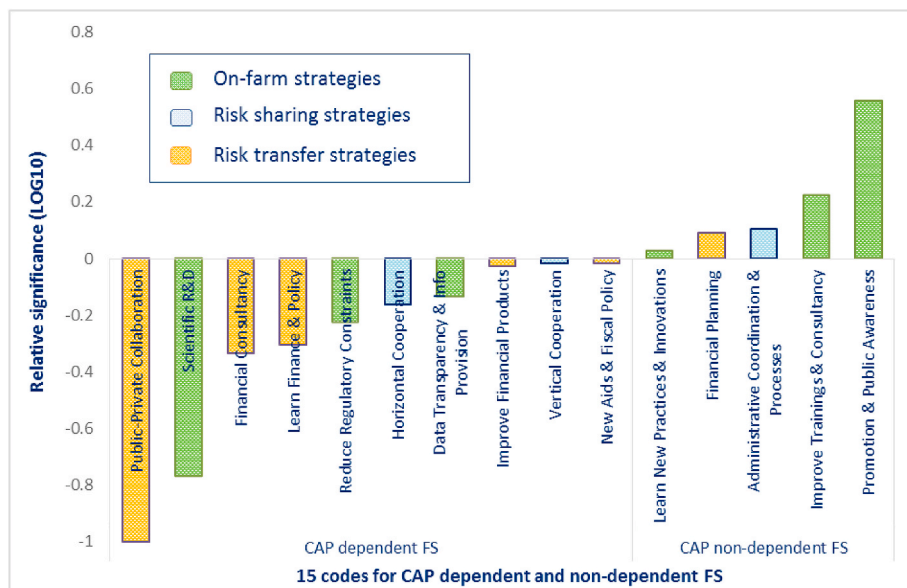 0.8
0.6
0.4
0.2
0
-0.2
-0.4
-0.6
-0.8
-1
Relative significance (LOG10)
On-farm strategies
Risk sharing strategies
Risk transfer strategies
Public-Private Collaboration
Scientific R&D
Financial Consultancy
Learn Finance & Policy
Reduce Regulatory Constraints
Horizontal Cooperation
Data Transparency & Info
Provision
Improve Financial Products
Vertical Cooperation
New Aids & Fiscal Policy
Learn New Practices & Innovations
Financial Planning
Administrative Coordination &
Processes
Improve Trainings & Consultancy
Promotion & Public Awareness
CAP dependent FS
CAP non-dependent FS
15 codes for CAP dependent and non-dependent FS